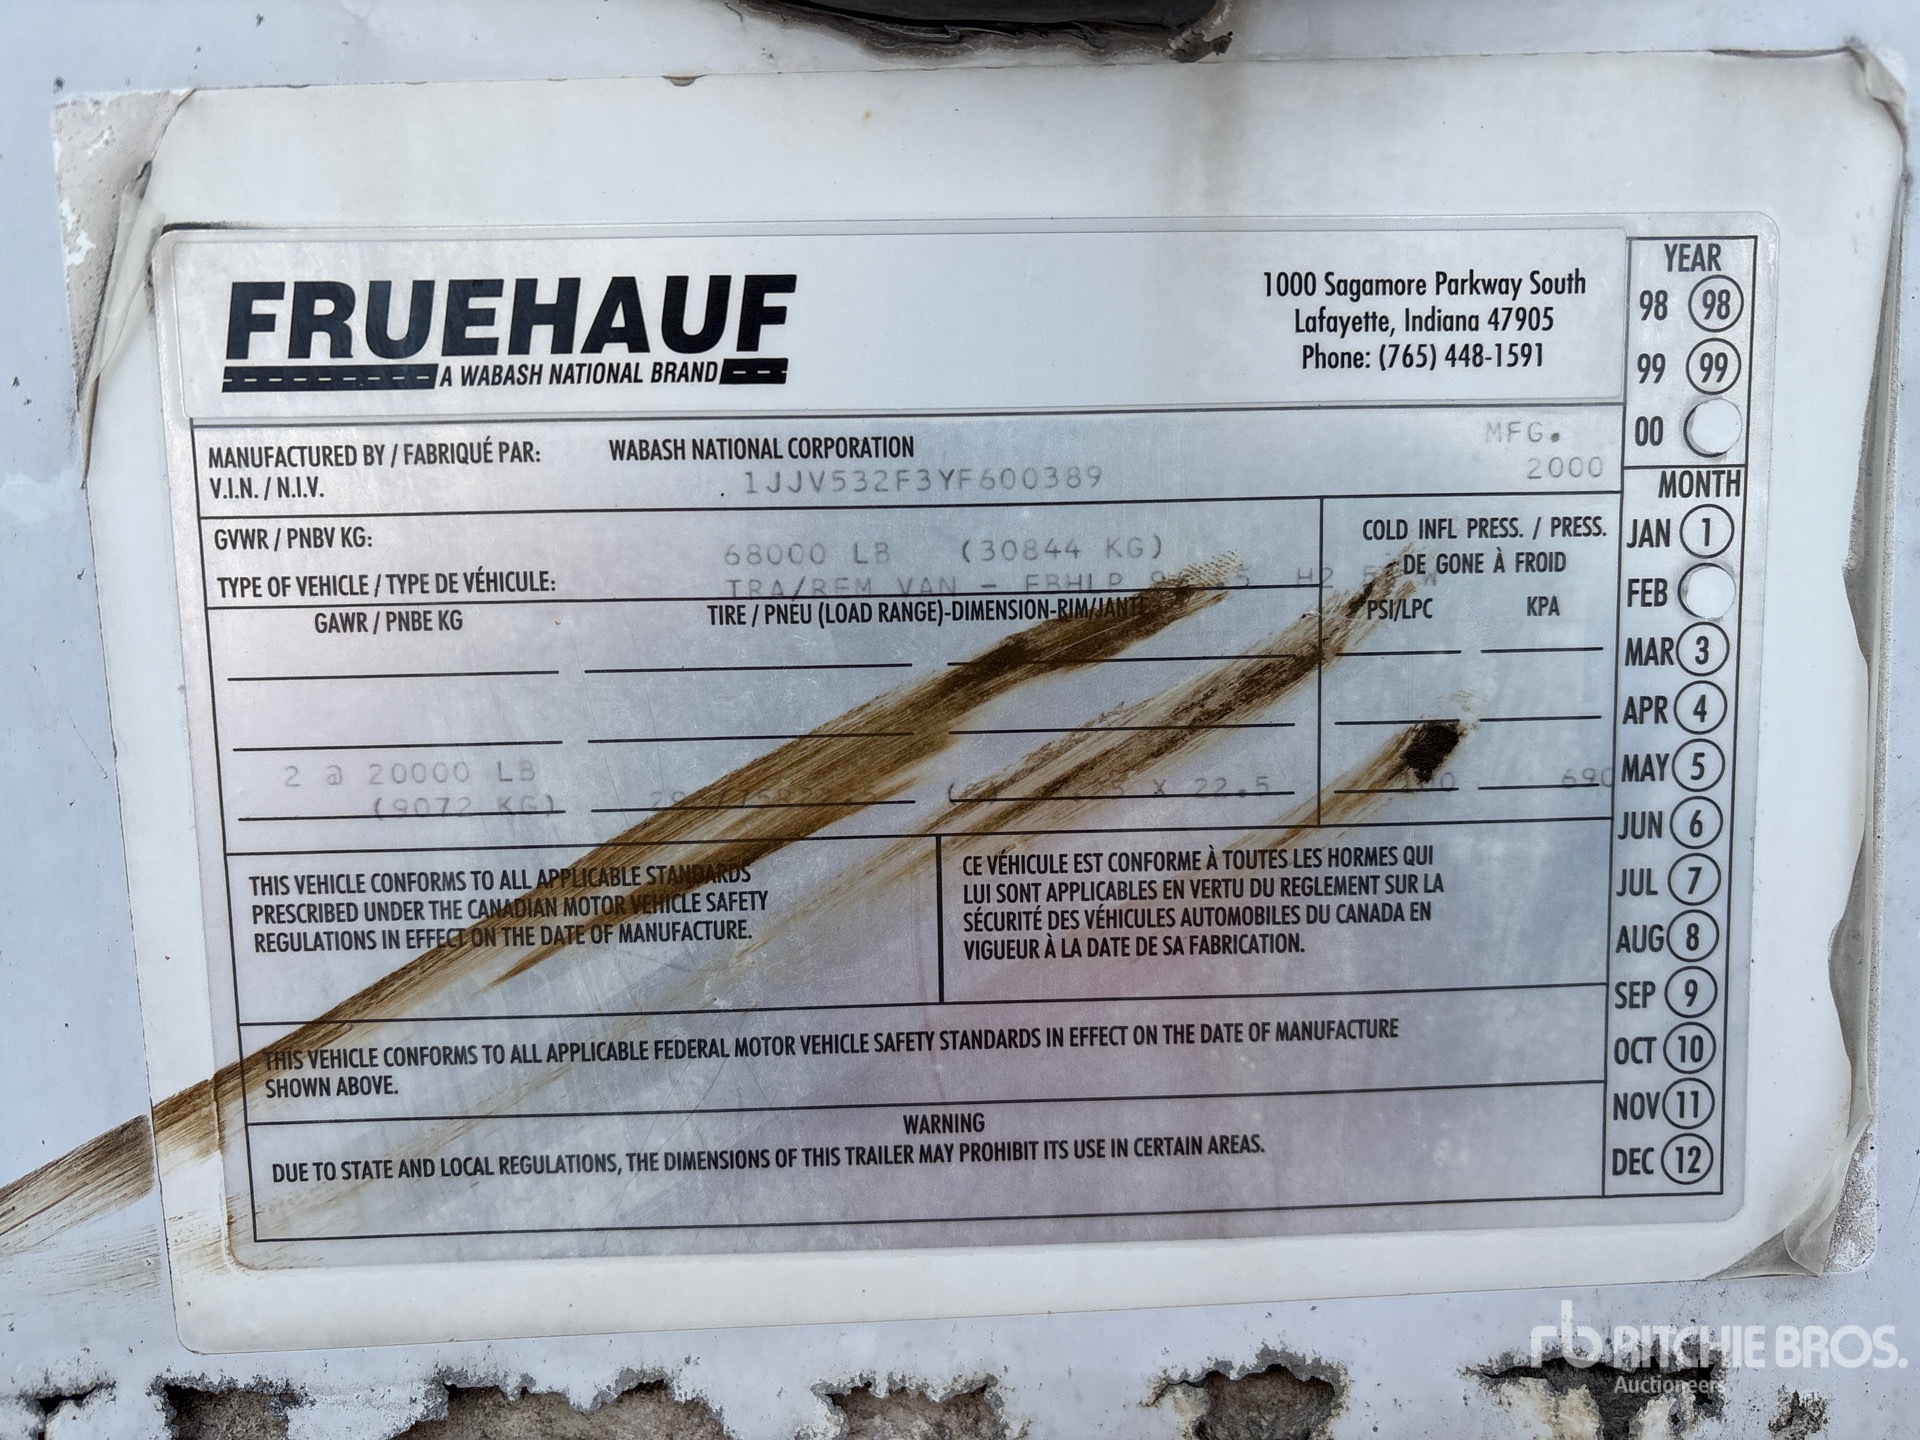 FRUEHAUF
A WABASH NATIONAL BRAND
1000 Sagamore Parkway South
Lafayette, Indiana 47905
Phone: (765) 448-1591
MANUFACTURED BY / FABRIQUÉ PAR: WABASH NATIONAL CORPORATION
MFG.
V.I.N. / N.I.V. 1JJV532F3YF600389 2000
GVWR / PNBV KG: 68000 LB (30844 KG)
TYPE OF VEHICLE / TYPE DE VÉHICULE: TRA/REM VAN - FBHLP
COLD INFL PRESS. / PRESS.
DE GONE À FROID
GAWR / PNBE KG TIRE / PNEU (LOAD RANGE)-DIMENSION-RIM/JANTE PSI/LPC KPA
2 @ 20000 LB
(9072 KG) X 22.5 690
THIS VEHICLE CONFORMS TO ALL APPLICABLE STANDARDS
PRESCRIBED UNDER THE CANADIAN MOTOR VEHICLE SAFETY
REGULATIONS IN EFFECT ON THE DATE OF MANUFACTURE.
CE VÉHICULE EST CONFORME À TOUTES LES HORMES QUI
LUI SONT APPLICABLES EN VERTU DU REGLEMENT SUR LA
SÉCURITÉ DES VÉHICULES AUTOMOBILES DU CANADA EN
VIGUEUR À LA DATE DE SA FABRICATION.
THIS VEHICLE CONFORMS TO ALL APPLICABLE FEDERAL MOTOR VEHICLE SAFETY STANDARDS IN EFFECT ON THE DATE OF MANUFACTURE
SHOWN ABOVE.
WARNING
DUE TO STATE AND LOCAL REGULATIONS, THE DIMENSIONS OF THIS TRAILER MAY PROHIBIT ITS USE IN CERTAIN AREAS.
YEAR
98 98
99 99
00
MONTH
JAN 1
FEB
MAR 3
APR 4
MAY 5
JUN 6
JUL 7
AUG 8
SEP 9
OCT 10
NOV 11
DEC 12
rb RITCHIE BROS.
Auctioneers